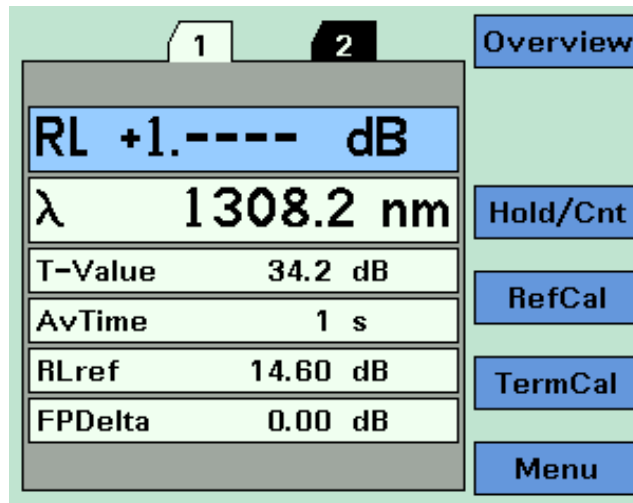 1 2
Overview
RL +1.---- dB
λ 1308.2 nm
Hold/Cnt
T-Value 34.2 dB
RefCal
AvTime 1 s
RLref 14.60 dB
TermCal
FPDelta 0.00 dB
Menu